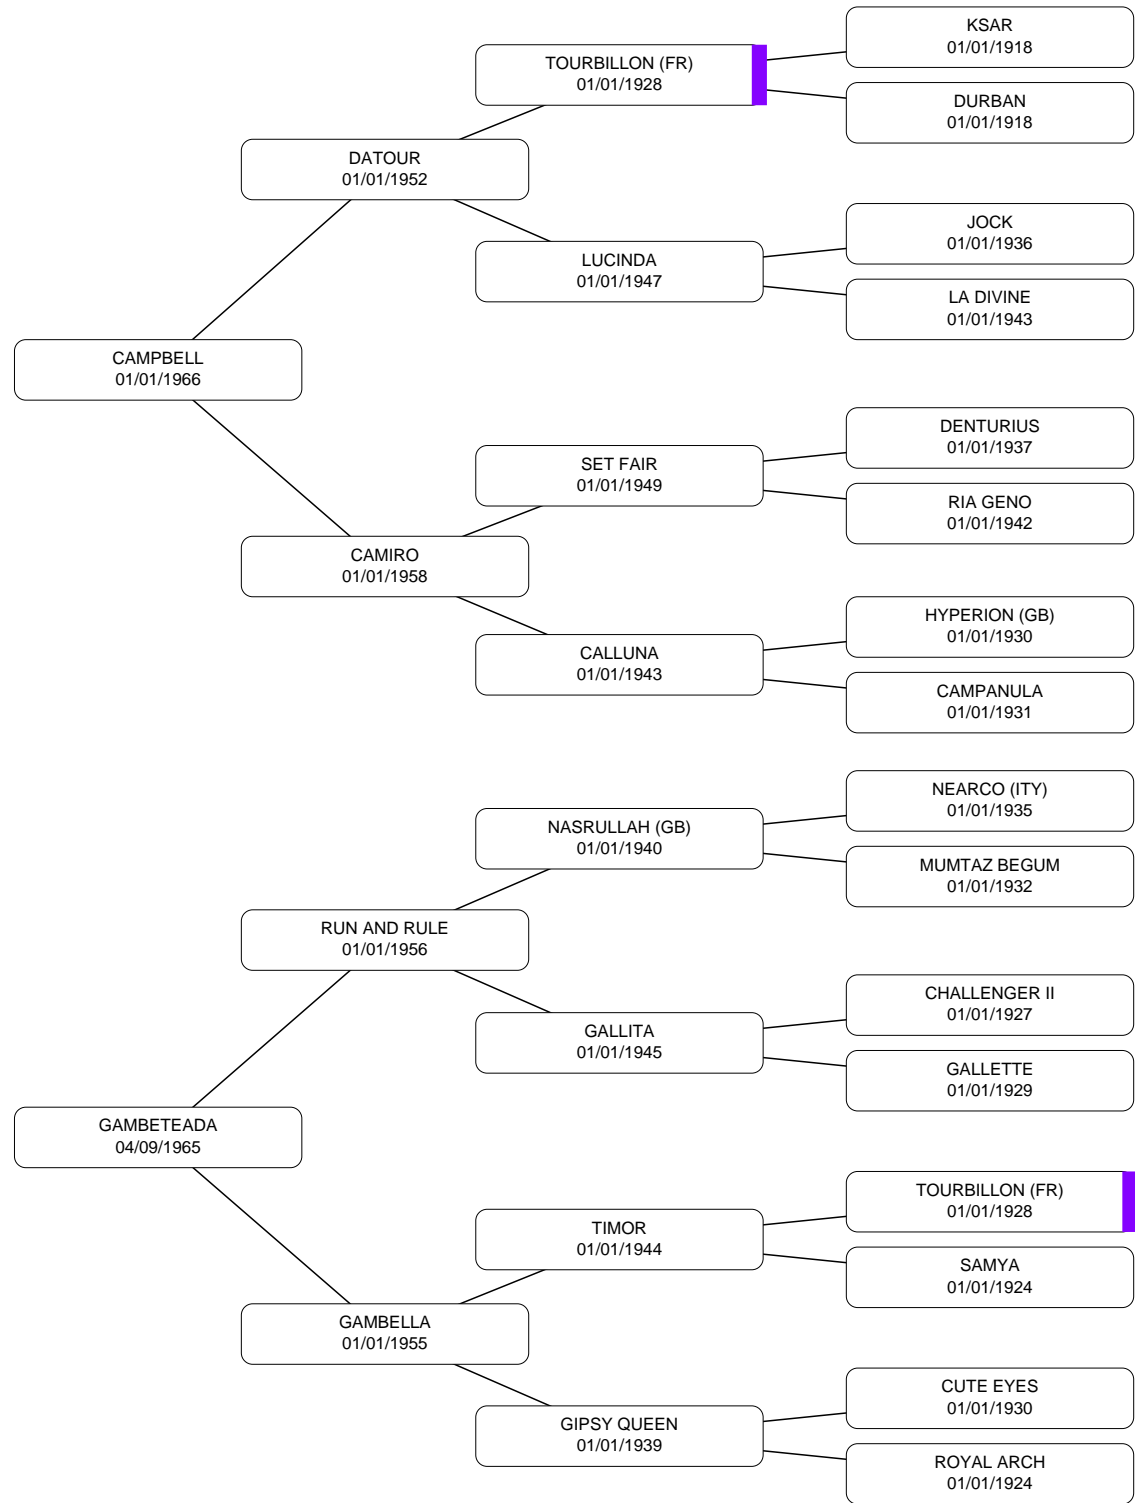 KSAR
01/01/1918
TOURBILLON (FR)
01/01/1928
DURBAN
01/01/1918
DATOUR
01/01/1952
JOCK
01/01/1936
LUCINDA
01/01/1947
LA DIVINE
01/01/1943
CAMPBELL
01/01/1966
DENTURIUS
01/01/1937
SET FAIR
01/01/1949
RIA GENO
01/01/1942
CAMIRO
01/01/1958
HYPERION (GB)
01/01/1930
CALLUNA
01/01/1943
CAMPANULA
01/01/1931
NEARCO (ITY)
01/01/1935
NASRULLAH (GB)
01/01/1940
MUMTAZ BEGUM
01/01/1932
RUN AND RULE
01/01/1956
CHALLENGER II
01/01/1927
GALLITA
01/01/1945
GALLETTE
01/01/1929
GAMBETEADA
04/09/1965
TOURBILLON (FR)
01/01/1928
TIMOR
01/01/1944
SAMYA
01/01/1924
GAMBELLA
01/01/1955
CUTE EYES
01/01/1930
GIPSY QUEEN
01/01/1939
ROYAL ARCH
01/01/1924